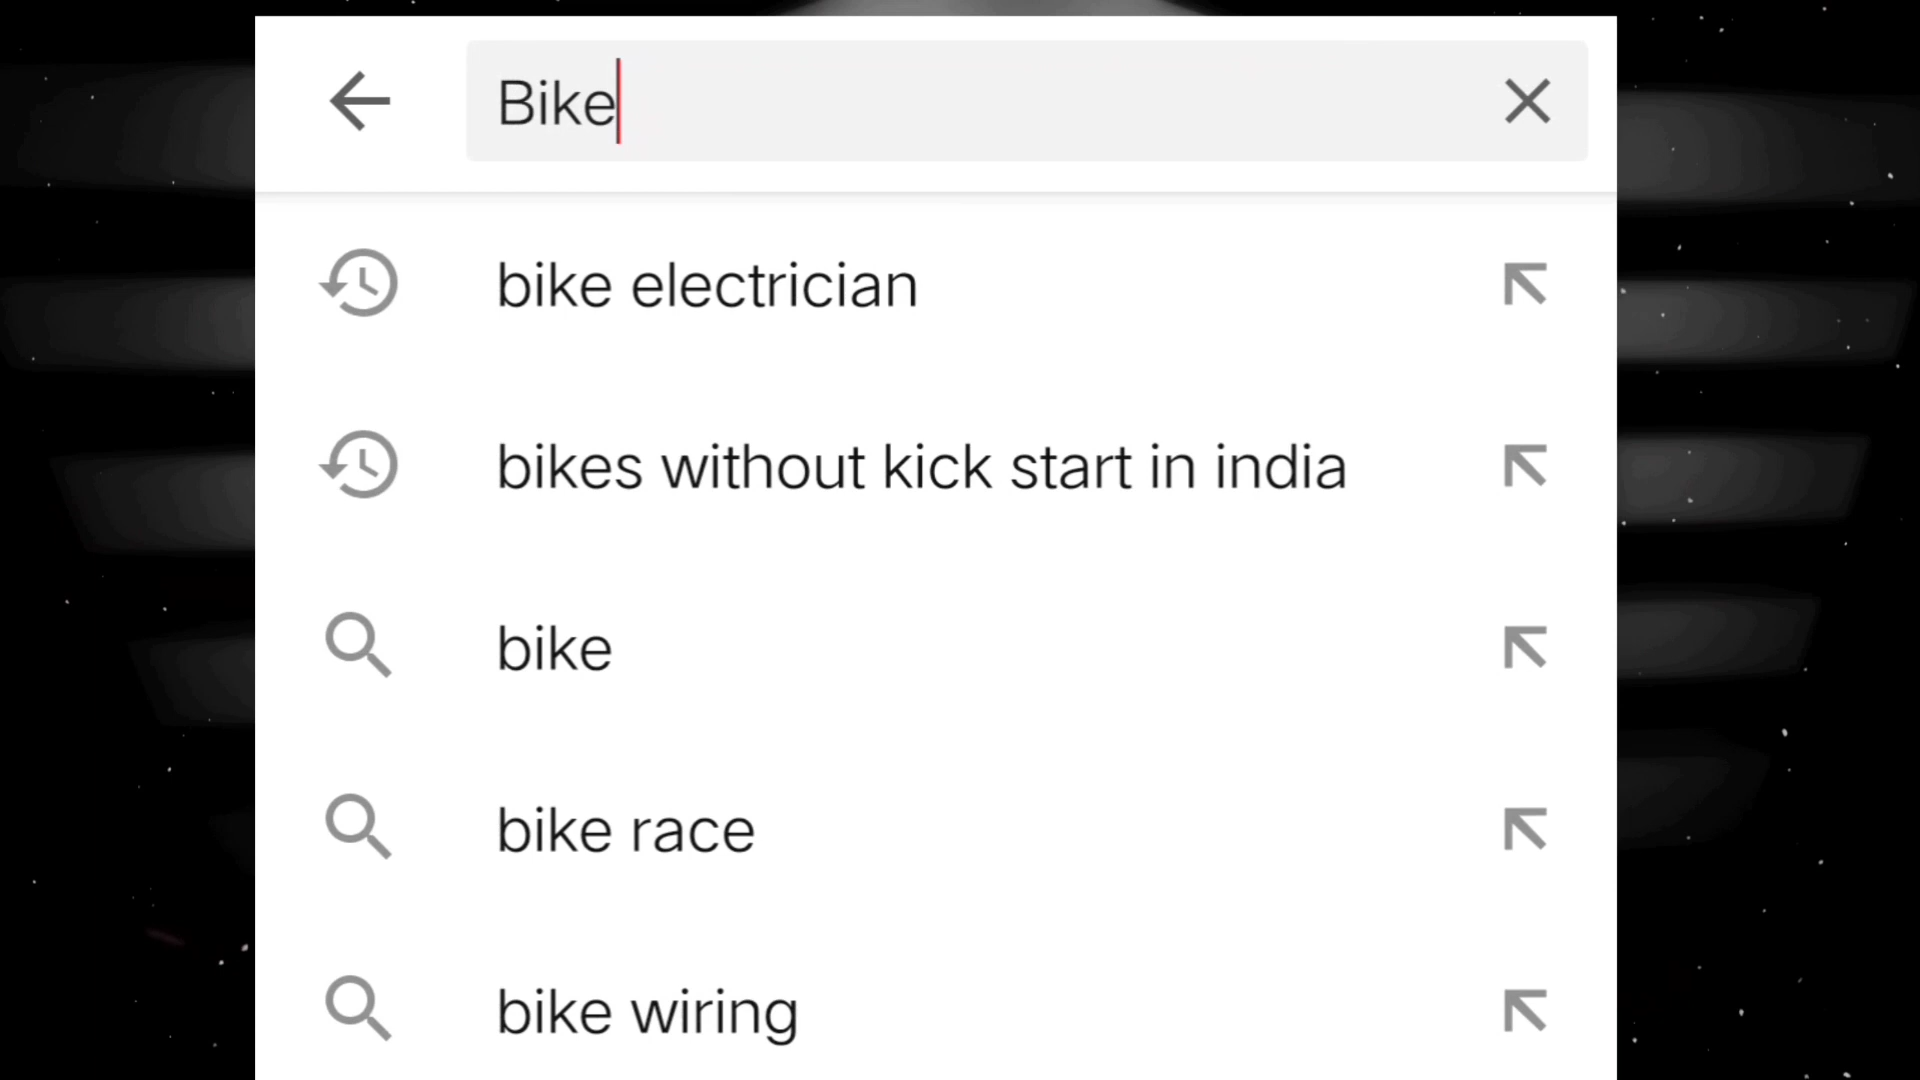 Bike
bike electrician
bikes without kick start in india
bike
bike race
bike wiring